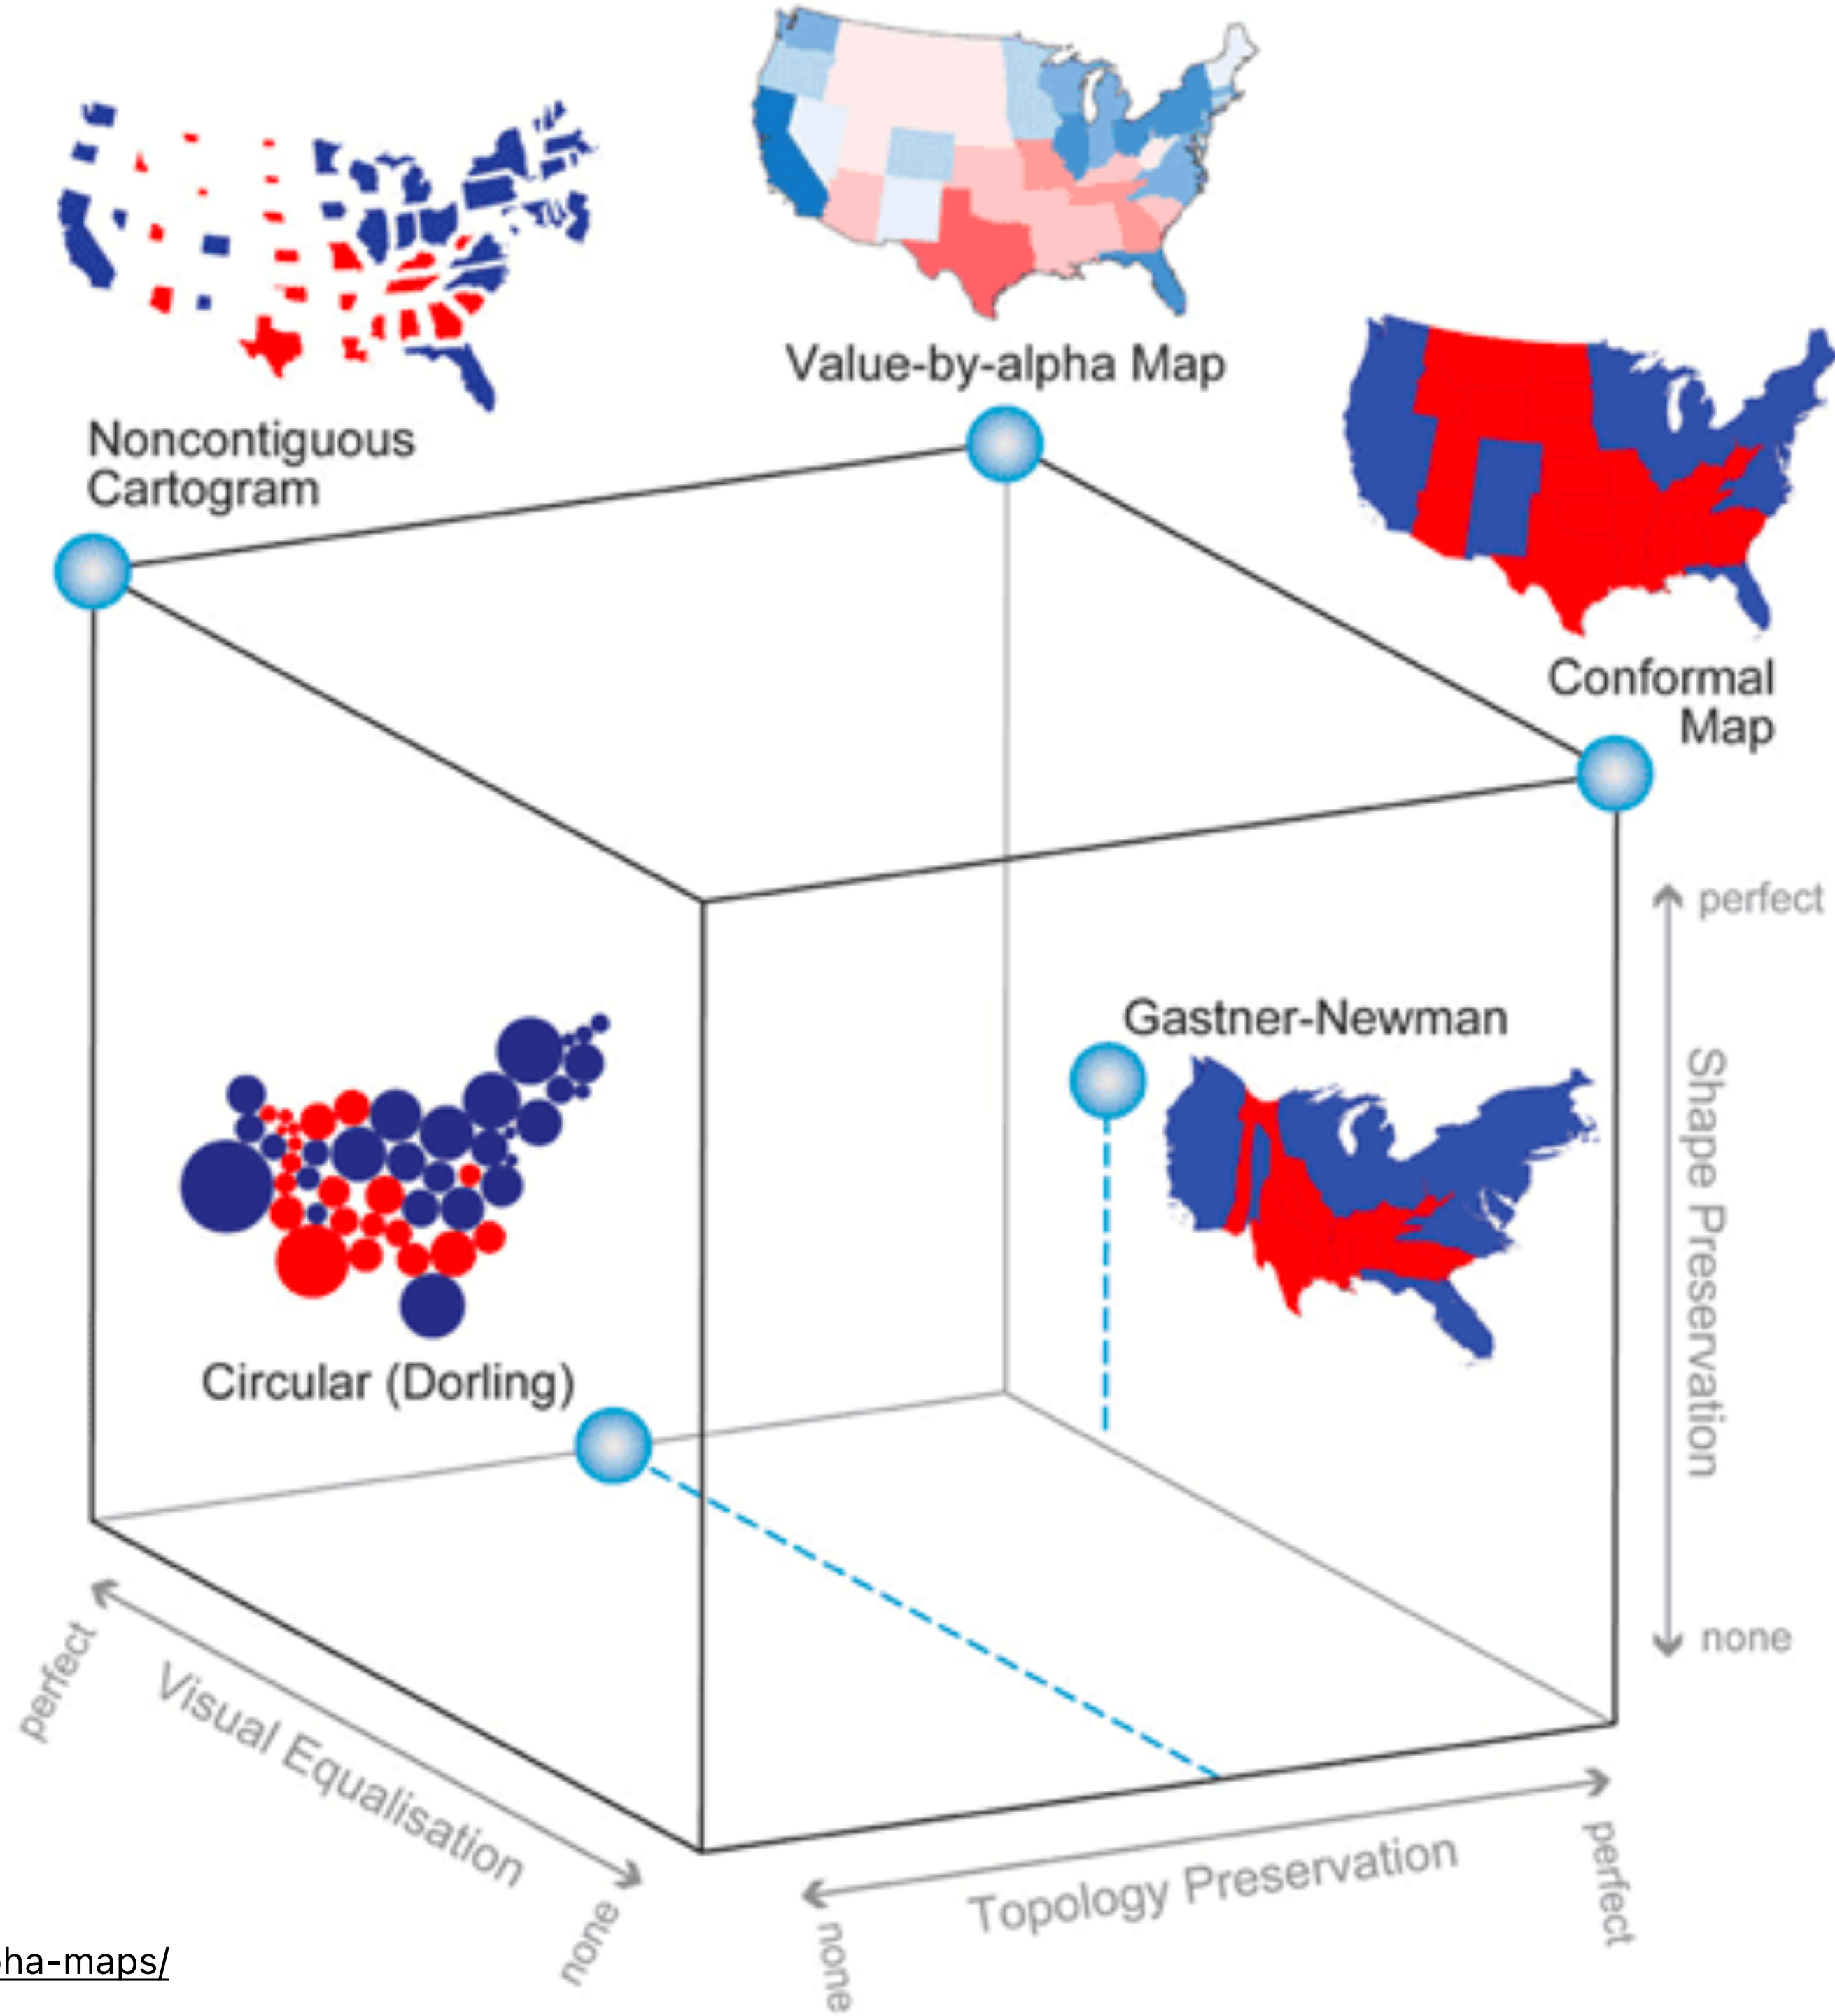 Value-by-alpha Map
Noncontiguous
Cartogram
Conformal
Map
perfect
Gastner-Newman
Shape Preservation
Circular (Dorling)
none
perfect
Visual Equalisation
none
Topology Preservation
none
perfect
ha-maps/